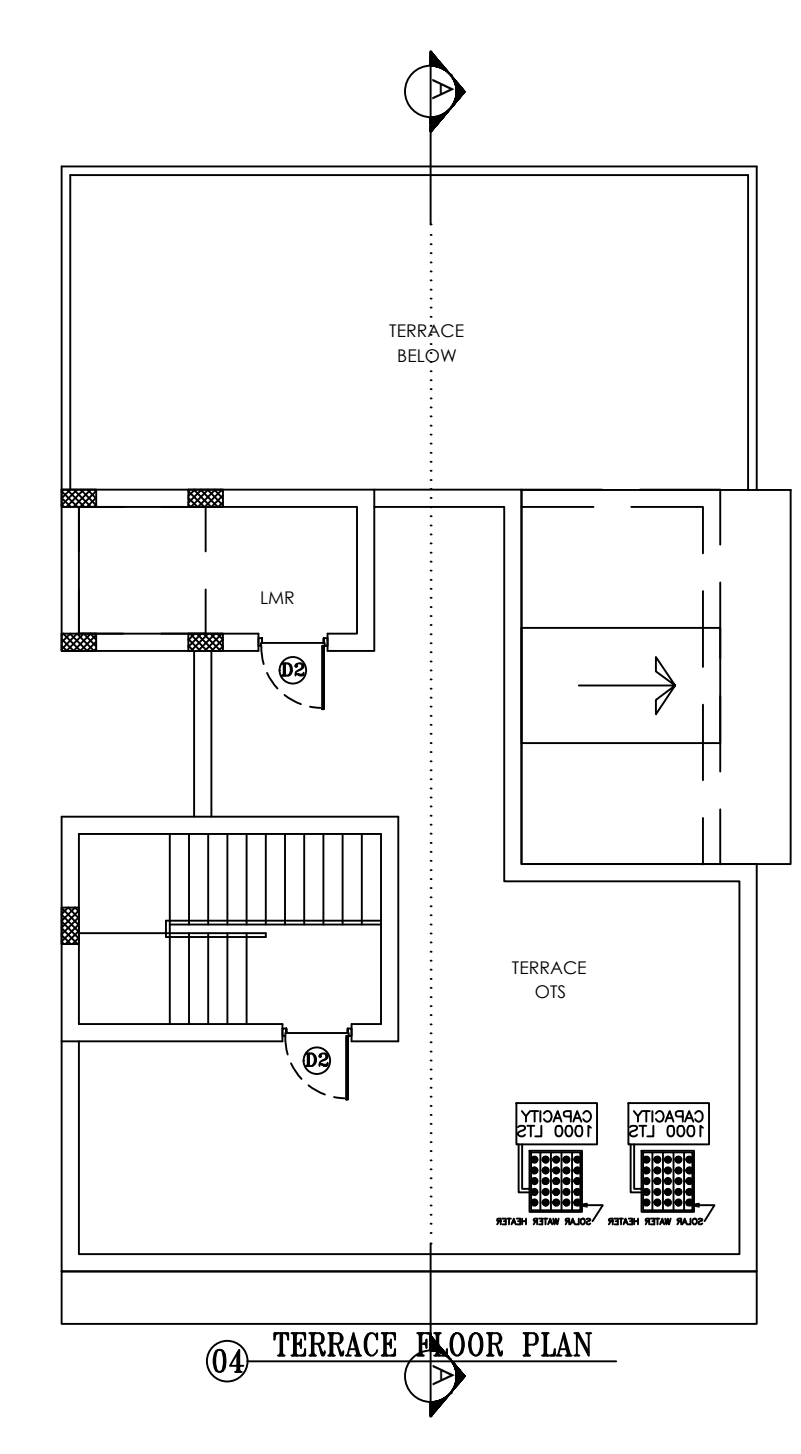 A
TERRACE
BELOW
LMR
D2
TERRACE
OTS
D2
CAPACITY
1000 LTS
CAPACITY
1000 LTS
SOLAR WATER HEATER
SOLAR WATER HEATER
04
TERRACE FLOOR PLAN
A